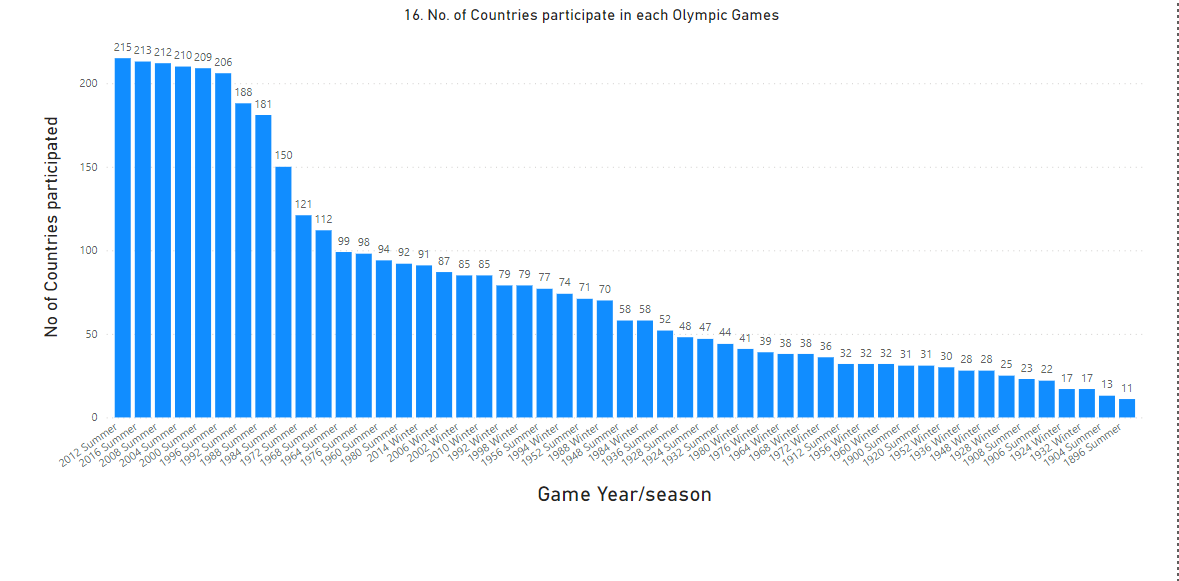 16. No. of Countries participate in each Olympic Games
No of Countries participated
200
150
100
50
0
215 213 212 210 209 206 188 181 150 121 112 99 98 94 92 91 87 85 85 79 79 77 74 71 70 58 58 52 48 47 44 41 39 38 38 36 32 32 32 31 31 30 28 28 25 23 22 17 17 13 11
2012 Summer
2016 Summer
2008 Summer
2004 Summer
2000 Summer
1996 Summer
1992 Summer
1988 Summer
1984 Summer
1972 Summer
1968 Summer
1964 Summer
1976 Summer
1960 Summer
1980 Summer
2014 Winter
2006 Winter
2002 Winter
2010 Winter
1992 Winter
1998 Winter
1956 Summer
1994 Winter
1952 Summer
1988 Winter
1948 Summer
1984 Winter
1936 Summer
1928 Summer
1924 Summer
1932 Summer
1980 Winter
1976 Winter
1964 Winter
1968 Winter
1972 Winter
1912 Summer
1956 Winter
1960 Winter
1900 Summer
1920 Summer
1952 Winter
1936 Winter
1948 Winter
1928 Winter
1908 Summer
1906 Summer
1924 Winter
1932 Winter
1904 Summer
1896 Summer
Game Year/season